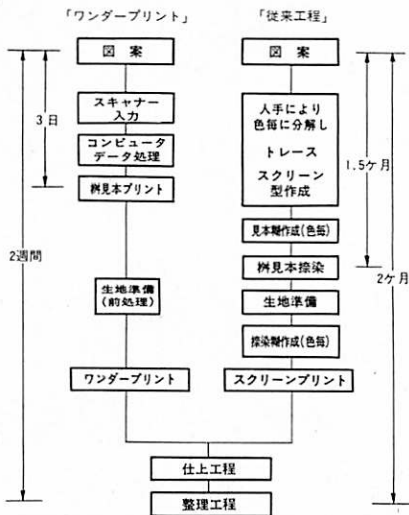 「ワンダープリント」
「従来工程」
図案
スキャナー
入力
コンピュータ
データ処理
桝見本プリント
生地準備
(前処理)
ワンダープリント
3日
2週間
図案
人手により
色毎に分解し
トレース
スクリーン
型作成
見本糊作成(色毎)
桝見本捺染
生地準備
捺染糊作成(色毎)
スクリーンプリント
1.5ケ月
2ケ月
仕上工程
整理工程